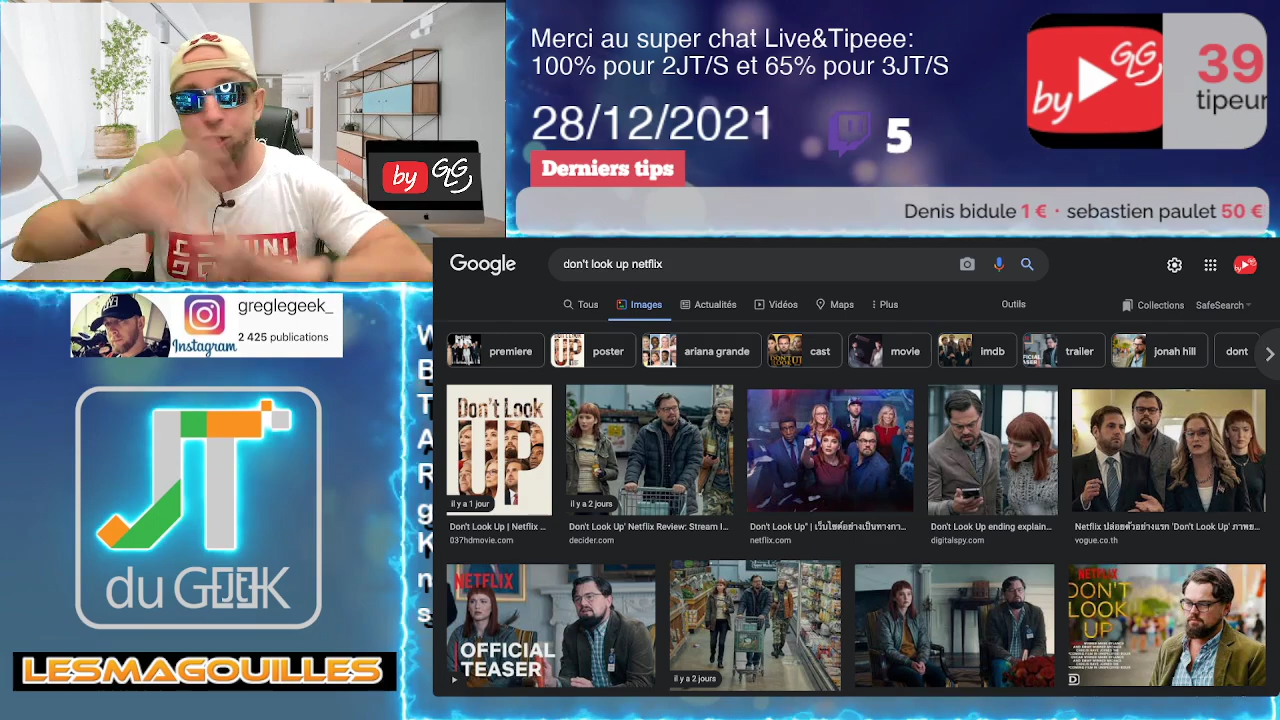 Merci au super chat Live&Tipeee:
100% pour 2JT/S et 65% pour 3JT/S
28/12/2021
5
by GLG
39
tipeur
Derniers tips
Denis bidule 1 € · sebastien paulet 50 €
by GLG
greglegeek_
2 425 publications
Instagram
JT
du GEEK
LESMAGOUILLES
W
B
T
A
R
g
K
n
s
Google
don't look up netflix
Tous
Images
Actualités
Vidéos
Maps
Plus
Outils
Collections
SafeSearch
premiere
poster
ariana grande
cast
movie
imdb
trailer
jonah hill
dont
Don't Look
UP
il y a 1 jour
il y a 2 jours
Don't Look Up | Netflix ...
037hdmovie.com
Don't Look Up' Netflix Review: Stream I...
decider.com
Don't Look Up" | เว็บไซต์อย่างเป็นทางกา...
netflix.com
Don't Look Up ending explain...
digitalspy.com
Netflix ปล่อยตัวอย่างแรก 'Don't Look Up' ภาพย...
vogue.co.th
NETFLIX
OFFICIAL
TEASER
il y a 2 jours
NETFLIX
DON'T
LOOK
UP